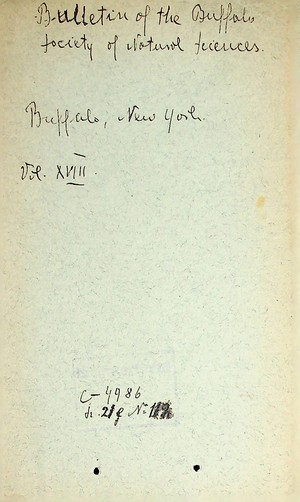 Bulletin of the Buffalo
Society of Natural Sciences.
Buffalo, New York.
Vol. XVIII.
C-4986